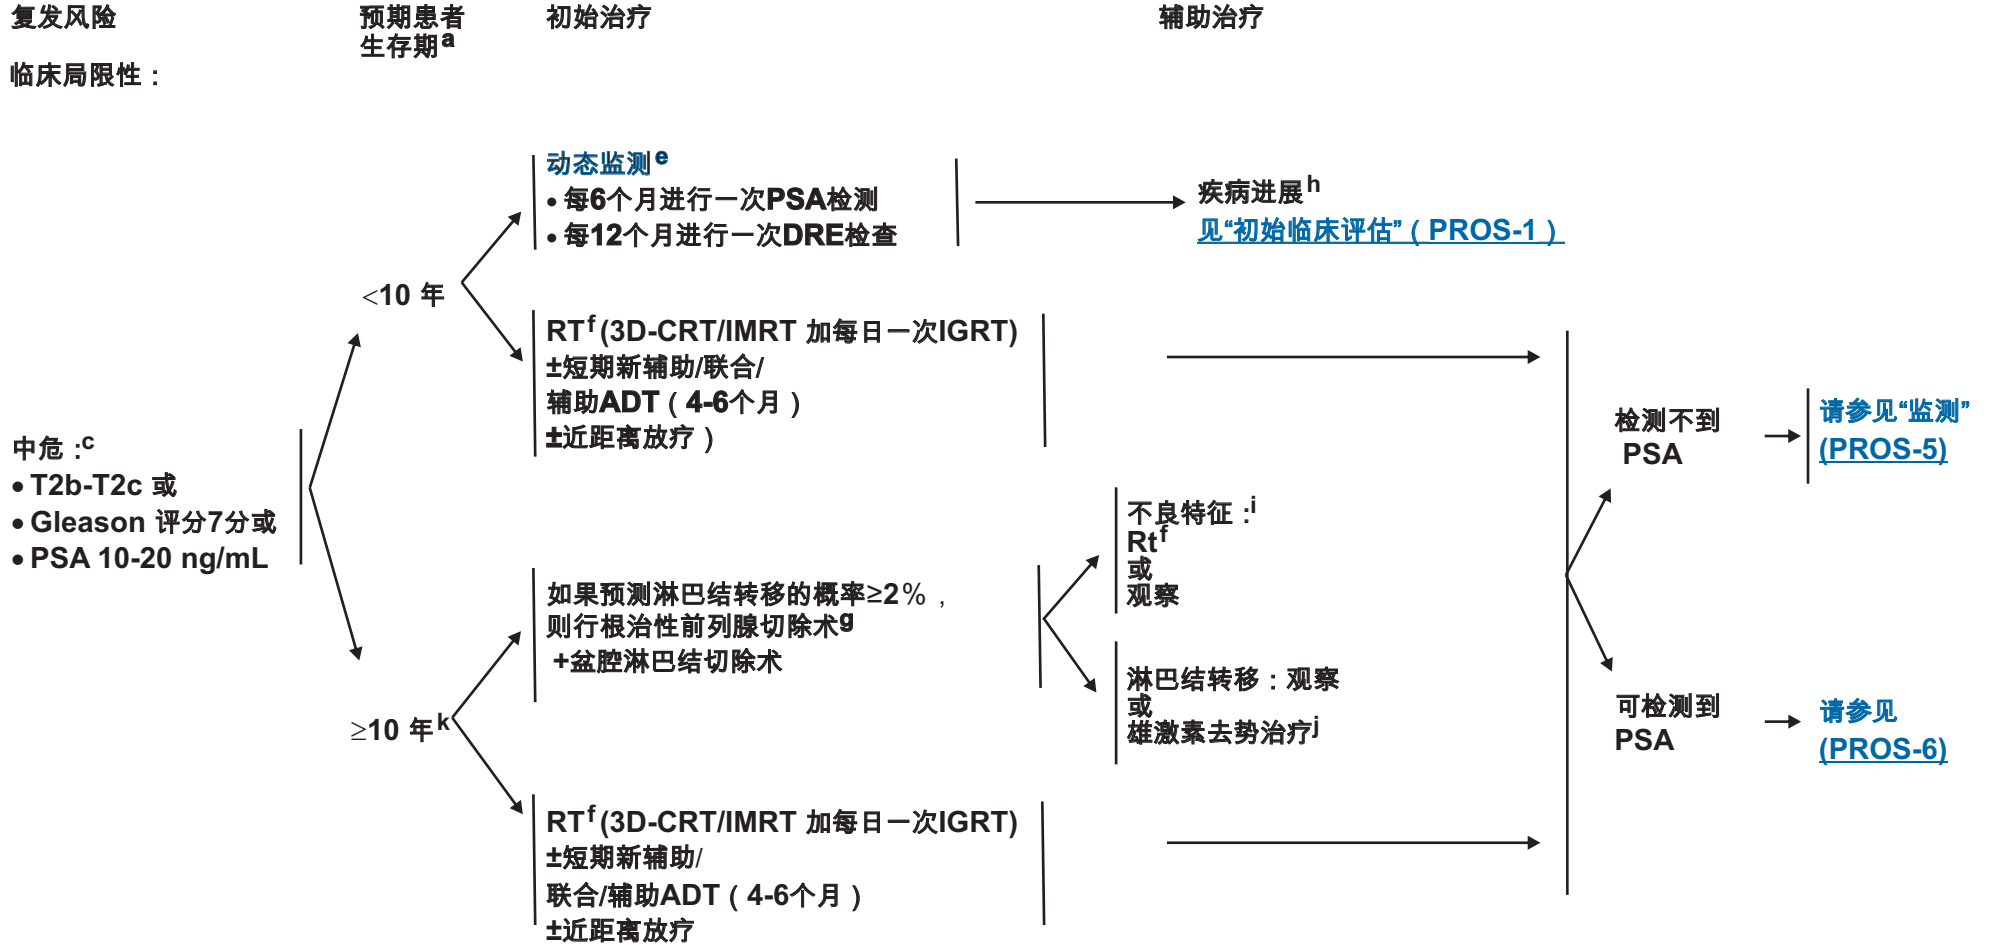 复发风险
预期患者
生存期a
初始治疗
辅助治疗
临床局限性：
动态监测e
• 每6个月进行一次PSA检测
• 每12个月进行一次DRE检查
疾病进展h
见“初始临床评估”（PROS-1）
<10 年
RTf (3D-CRT/IMRT 加每日一次IGRT)
±短期新辅助/联合/
辅助ADT（4-6个月）
±近距离放疗）
中危：c
• T2b-T2c 或
• Gleason 评分7分或
• PSA 10-20 ng/mL
检测不到
PSA
请参见“监测”
(PROS-5)
不良特征：i
Rtf
或
观察
如果预测淋巴结转移的概率≥2%，
则行根治性前列腺切除术g
+盆腔淋巴结切除术
淋巴结转移：观察
或
雄激素去势治疗j
≥10 年k
可检测到
PSA
请参见
(PROS-6)
RTf (3D-CRT/IMRT 加每日一次IGRT)
±短期新辅助/
联合/辅助ADT（4-6个月）
±近距离放疗